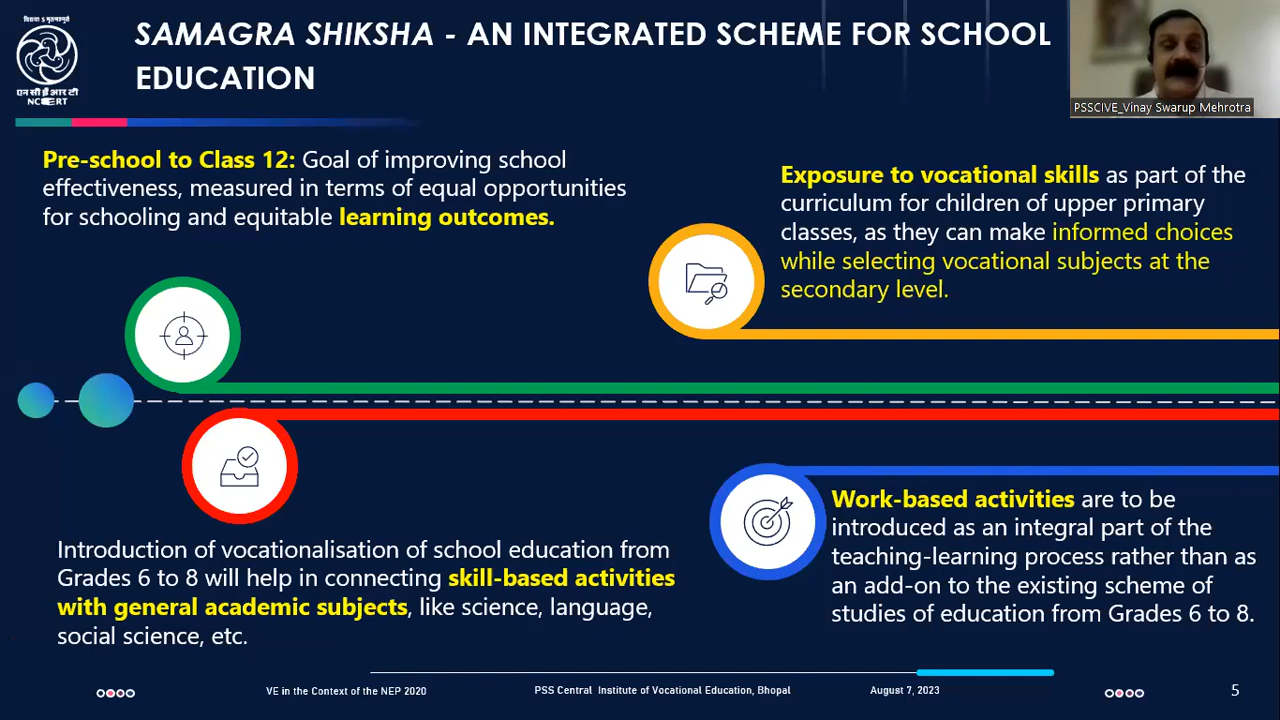 विद्यया ऽ मृतमश्नुते
एन सी ई आर टी
NCERT
SAMAGRA SHIKSHA - AN INTEGRATED SCHEME FOR SCHOOL
EDUCATION
PSSCIVE_Vinay Swarup Mehrotra
Pre-school to Class 12: Goal of improving school
effectiveness, measured in terms of equal opportunities
for schooling and equitable learning outcomes.
Exposure to vocational skills as part of the
curriculum for children of upper primary
classes, as they can make informed choices
while selecting vocational subjects at the
secondary level.
Introduction of vocationalisation of school education from
Grades 6 to 8 will help in connecting skill-based activities
with general academic subjects, like science, language,
social science, etc.
Work-based activities are to be
introduced as an integral part of the
teaching-learning process rather than as
an add-on to the existing scheme of
studies of education from Grades 6 to 8.
VE in the Context of the NEP 2020
PSS Central Institute of Vocational Education, Bhopal
August 7, 2023
5